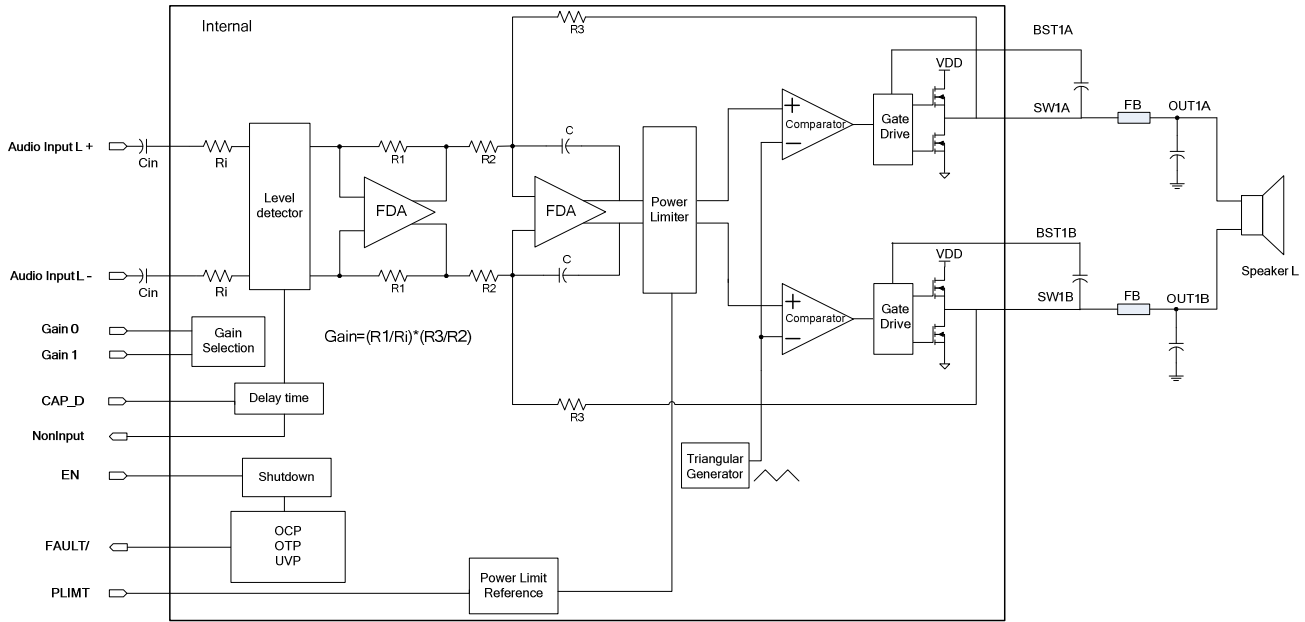 Internal
R3
BST1A
VDD
SW1A
FB
OUT1A
Comparator
Gate
Drive
Audio Input L +
Cin
Ri
Level
detector
R1
R2
C
FDA
FDA
Power
Limiter
Audio Input L -
Cin
Ri
R1
R2
C
BST1B
VDD
SW1B
FB
OUT1B
Speaker L
Comparator
Gate
Drive
Gain 0
Gain 1
Gain
Selection
Gain=(R1/Ri)*(R3/R2)
CAP_D
Delay time
R3
NonInput
EN
Shutdown
Triangular
Generator
FAULT/
OCP
OTP
UVP
PLIMT
Power Limit
Reference